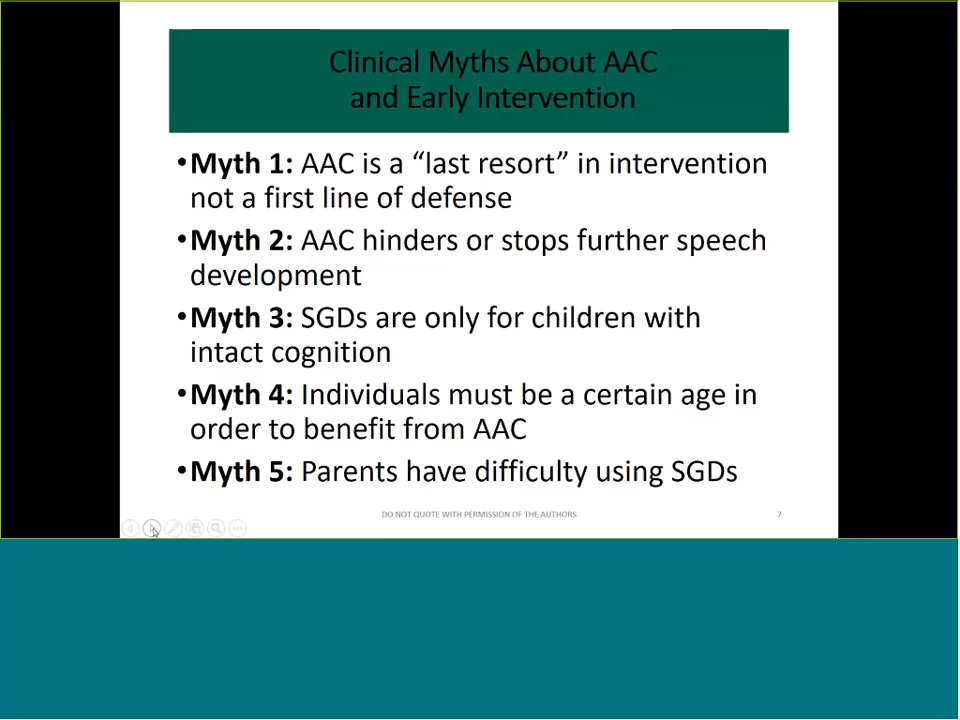 Clinical Myths About AAC
and Early Intervention
•Myth 1: AAC is a “last resort” in intervention
not a first line of defense
•Myth 2: AAC hinders or stops further speech
development
•Myth 3: SGDs are only for children with
intact cognition
•Myth 4: Individuals must be a certain age in
order to benefit from AAC
•Myth 5: Parents have difficulty using SGDs
DO NOT QUOTE WITH PERMISSION OF THE AUTHORS
7